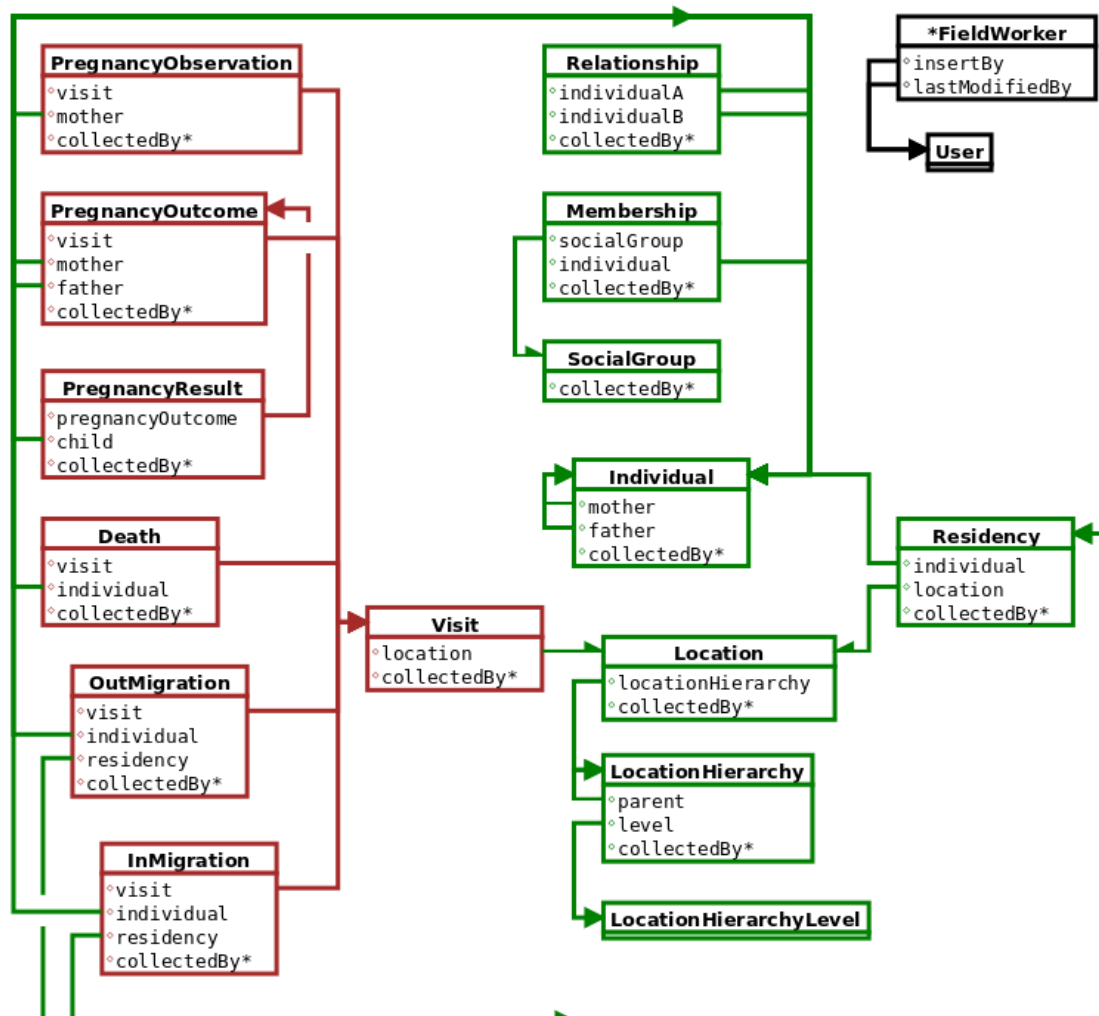 PregnancyObservation
visit
mother
collectedBy*
PregnancyOutcome
visit
mother
father
collectedBy*
PregnancyResult
pregnancyOutcome
child
collectedBy*
Death
visit
individual
collectedBy*
OutMigration
visit
individual
residency
collectedBy*
InMigration
visit
individual
residency
collectedBy*
Visit
location
collectedBy*
Relationship
individualA
individualB
collectedBy*
Membership
socialGroup
individual
collectedBy*
SocialGroup
collectedBy*
Individual
mother
father
collectedBy*
Location
locationHierarchy
collectedBy*
LocationHierarchy
parent
level
collectedBy*
LocationHierarchyLevel
*FieldWorker
insertBy
lastModifiedBy
User
Residency
individual
location
collectedBy*